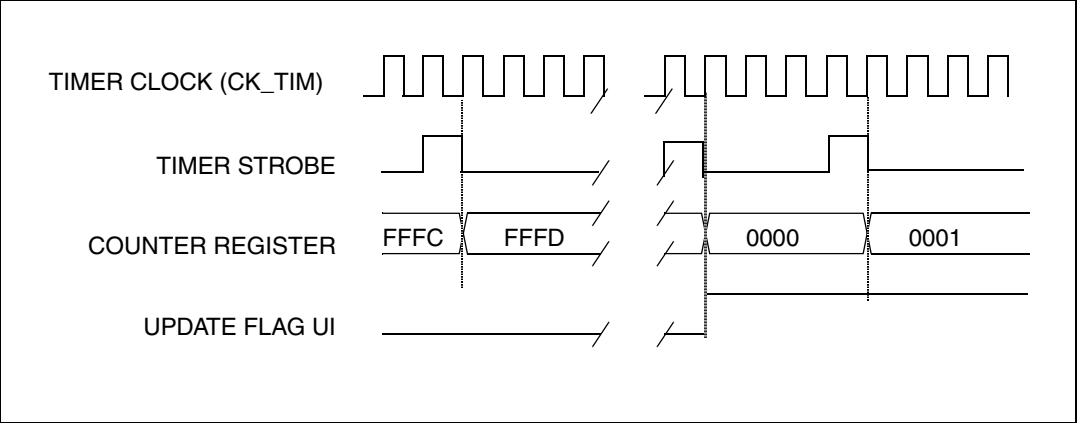 TIMER CLOCK (CK_TIM)
TIMER STROBE
COUNTER REGISTER FFFC FFFD 0000 0001
UPDATE FLAG UI